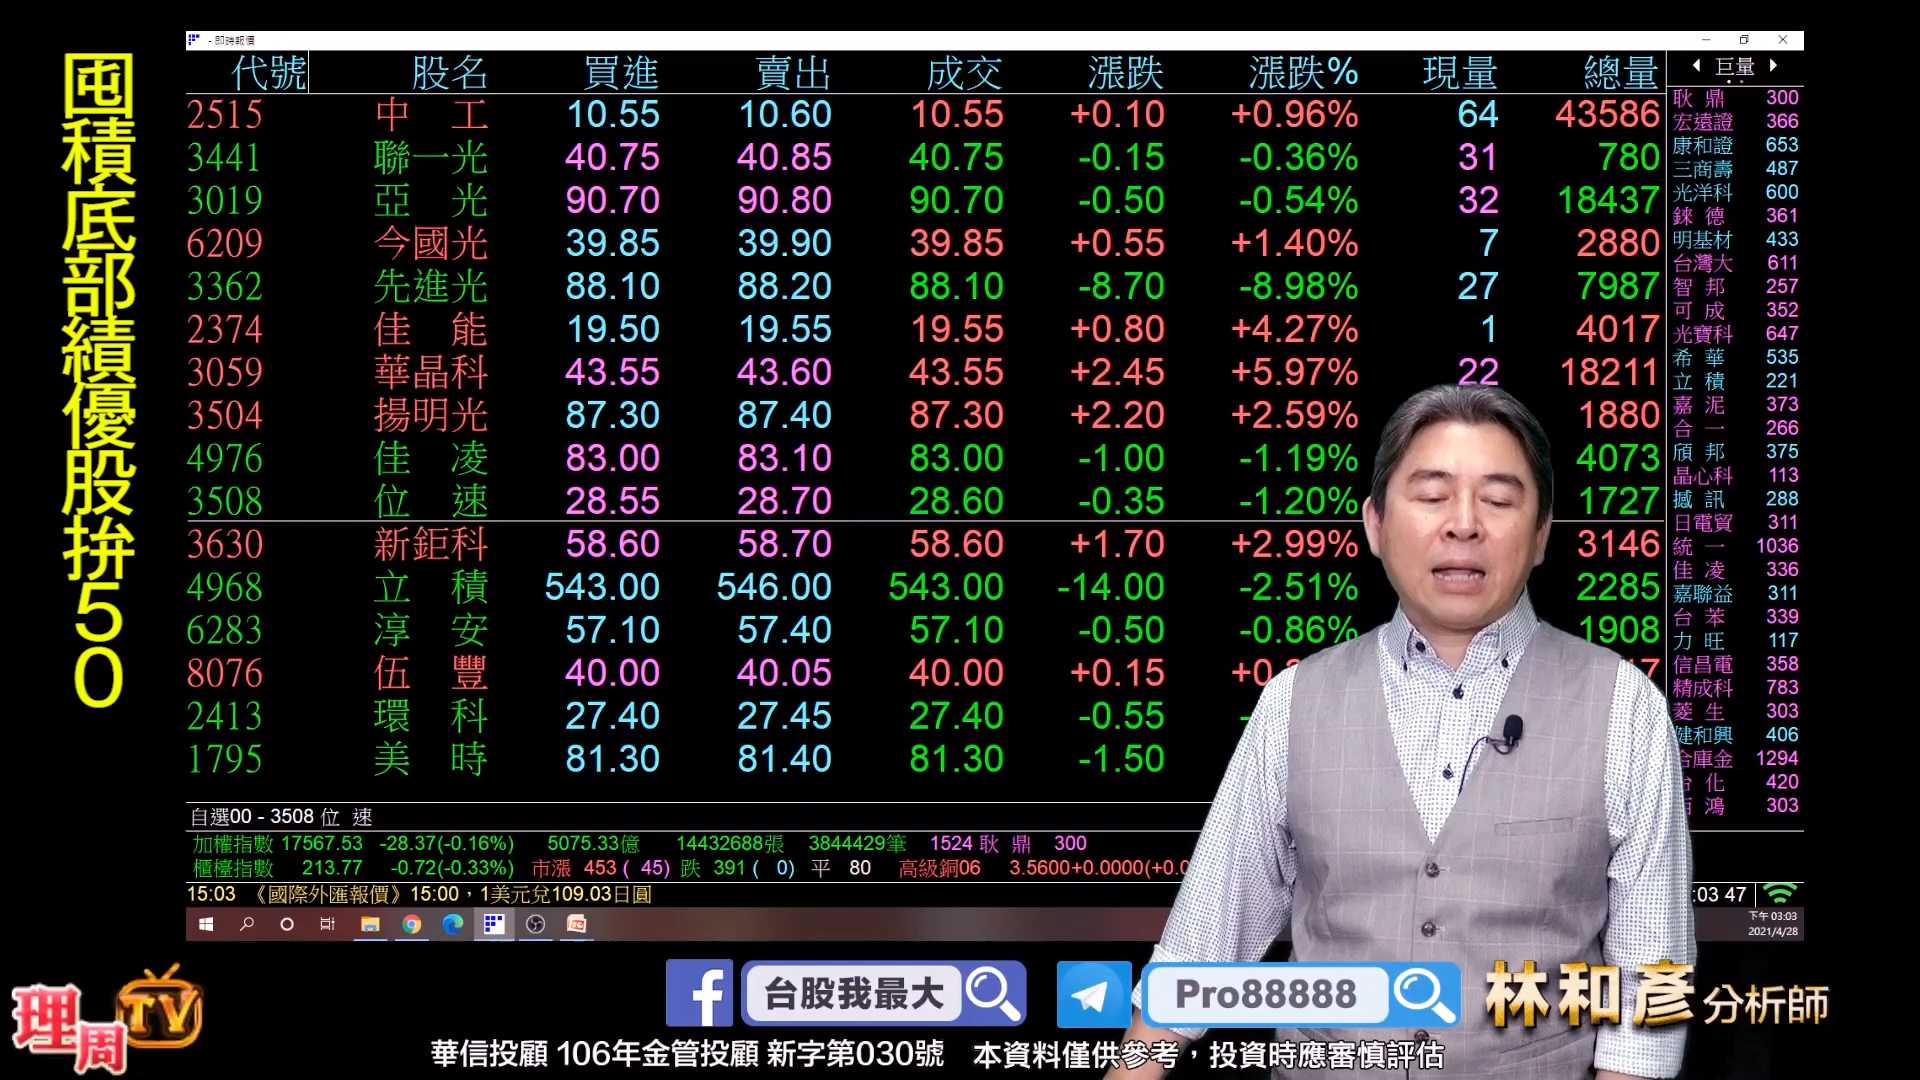 囤積底部績優股拚50
- 即時報價
代號 股名 買進 賣出 成交 漲跌 漲跌% 現量 總量
2515 中 工 10.55 10.60 10.55 +0.10 +0.96% 64 43586
3441 聯一光 40.75 40.85 40.75 -0.15 -0.36% 31 780
3019 亞 光 90.70 90.80 90.70 -0.50 -0.54% 32 18437
6209 今國光 39.85 39.90 39.85 +0.55 +1.40% 7 2880
3362 先進光 88.10 88.20 88.10 -8.70 -8.98% 27 7987
2374 佳 能 19.50 19.55 19.55 +0.80 +4.27% 1 4017
3059 華晶科 43.55 43.60 43.55 +2.45 +5.97% 22 18211
3504 揚明光 87.30 87.40 87.30 +2.20 +2.59% 1880
4976 佳 凌 83.00 83.10 83.00 -1.00 -1.19% 4073
3508 位 速 28.55 28.70 28.60 -0.35 -1.20% 1727
3630 新鉅科 58.60 58.70 58.60 +1.70 +2.99% 3146
4968 立 積 543.00 546.00 543.00 -14.00 -2.51% 2285
6283 淳 安 57.10 57.40 57.10 -0.50 -0.86% 1908
8076 伍 豐 40.00 40.05 40.00 +0.15
2413 環 科 27.40 27.45 27.40 -0.55
1795 美 時 81.30 81.40 81.30 -1.50
巨量
耿 鼎 300
宏遠證 366
康和證 653
三商壽 487
光洋科 600
錸 德 361
明基材 433
台灣大 611
智 邦 257
可 成 352
光寶科 647
希 華 535
立 積 221
嘉 泥 373
合 一 266
頎 邦 375
晶心科 113
撼 訊 288
日電貿 311
統 一 1036
佳 凌 336
嘉聯益 311
台 苯 339
力 旺 117
信昌電 358
精成科 783
菱 生 303
健和興 406
合庫金 1294
台 化 420
鴻 303
自選00 - 3508 位 速
加權指數 17567.53 -28.37(-0.16%) 5075.33億 14432688張 3844429筆 1524 耿 鼎 300
櫃檯指數 213.77 -0.72(-0.33%) 市漲 453 ( 45) 跌 391 ( 0) 平 80 高級銅06 3.5600+0.0000(+0.0
15:03 《國際外匯報價》15:00，1美元兌109.03日圓
:03 47
下午 03:03
2021/4/28
理周TV
台股我最大
Pro88888
林和彥 分析師
華信投顧 106年金管投顧 新字第030號 本資料僅供參考，投資時應審慎評估